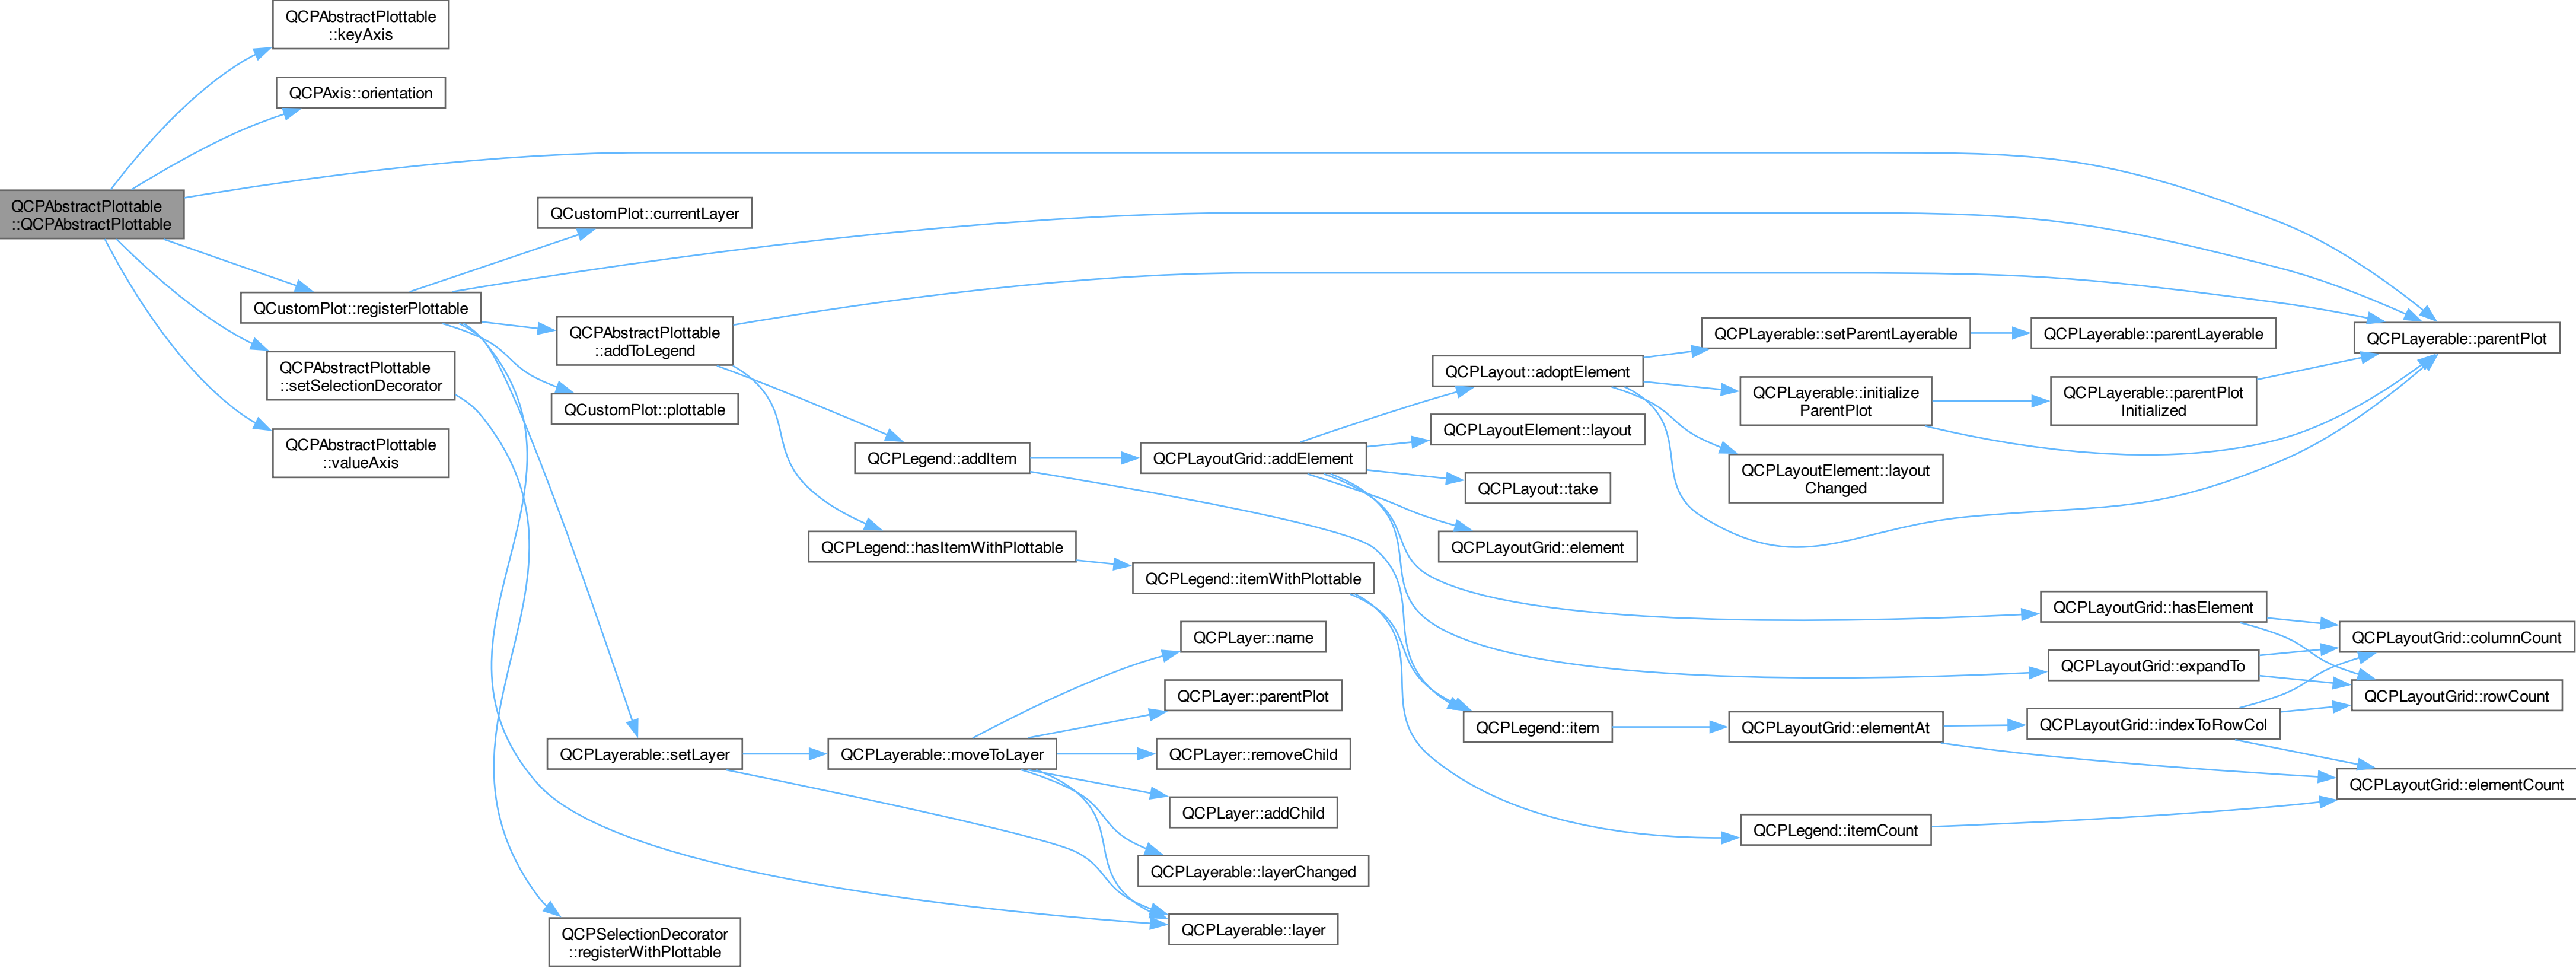 QCPAbstractPlottable
::QCPAbstractPlottable
QCPAbstractPlottable
::keyAxis
QCPAxis::orientation
QCustomPlot::registerPlottable
QCPAbstractPlottable
::setSelectionDecorator
QCPAbstractPlottable
::valueAxis
QCustomPlot::currentLayer
QCPAbstractPlottable
::addToLegend
QCustomPlot::plottable
QCPLayerable::setLayer
QCPSelectionDecorator
::registerWithPlottable
QCPLegend::addItem
QCPLegend::hasItemWithPlottable
QCPLayerable::moveToLayer
QCPLayoutGrid::addElement
QCPLegend::itemWithPlottable
QCPLayer::name
QCPLayer::parentPlot
QCPLayer::removeChild
QCPLayer::addChild
QCPLayerable::layerChanged
QCPLayerable::layer
QCPLayout::adoptElement
QCPLayoutElement::layout
QCPLayout::take
QCPLayoutGrid::element
QCPLegend::item
QCPLayerable::setParentLayerable
QCPLayerable::initialize
ParentPlot
QCPLayoutElement::layout
Changed
QCPLayoutGrid::elementAt
QCPLegend::itemCount
QCPLayerable::parentLayerable
QCPLayerable::parentPlot
Initialized
QCPLayoutGrid::hasElement
QCPLayoutGrid::expandTo
QCPLayoutGrid::indexToRowCol
QCPLayerable::parentPlot
QCPLayoutGrid::columnCount
QCPLayoutGrid::rowCount
QCPLayoutGrid::elementCount